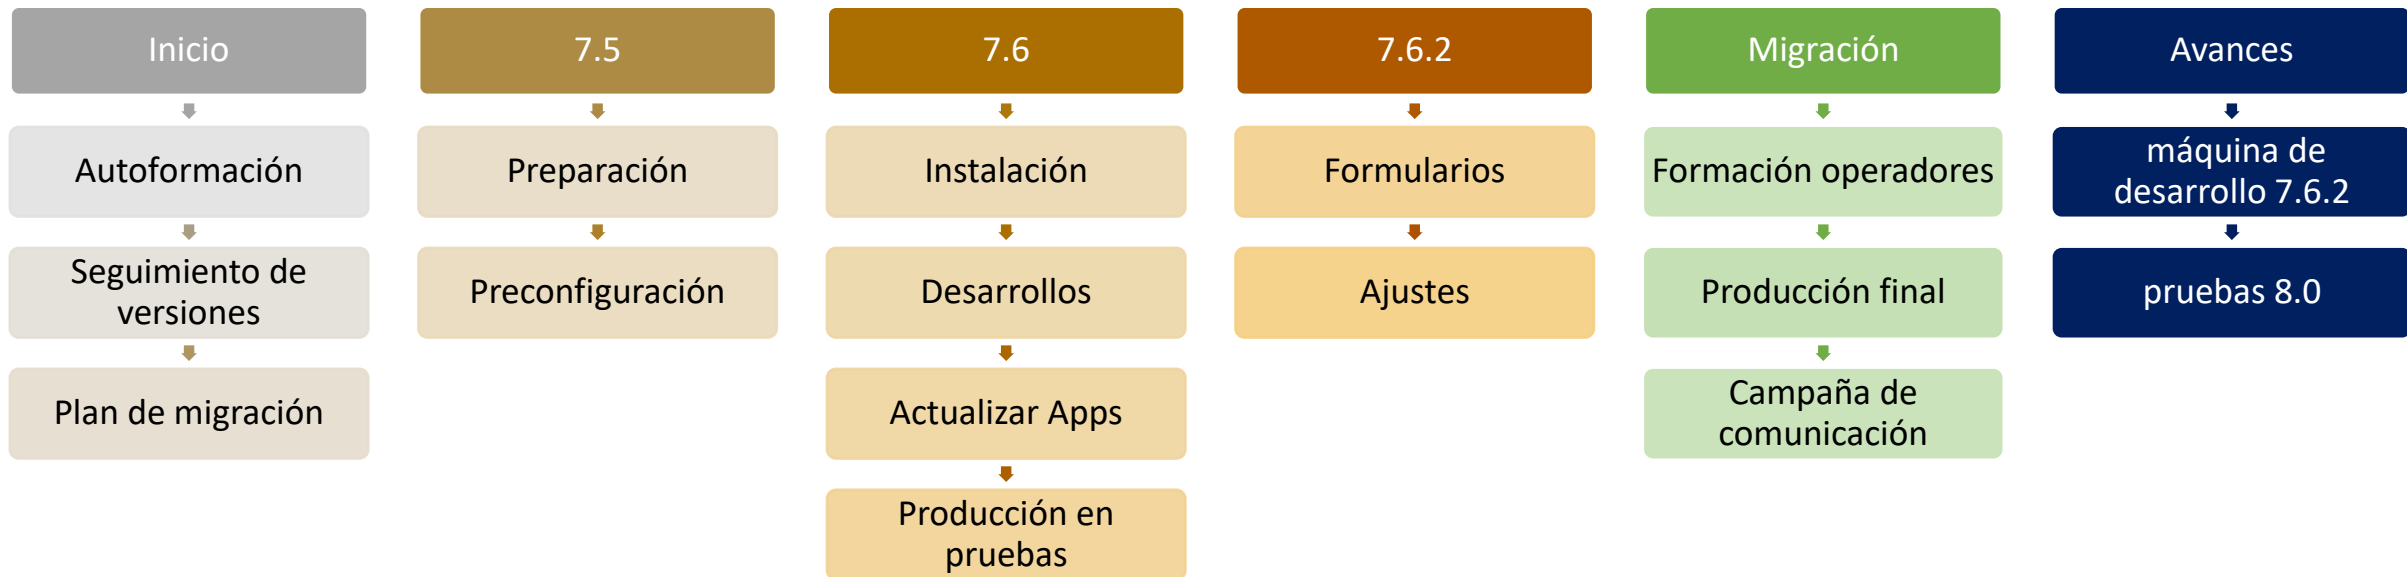 Inicio
Autoformación
Seguimiento de
versiones
Plan de migración
7.5
Preparación
Preconfiguración
7.6
Instalación
Desarrollos
Actualizar Apps
Producción en
pruebas
7.6.2
Formularios
Ajustes
Migración
Formación operadores
Producción final
Campaña de
comunicación
Avances
máquina de
desarrollo 7.6.2
pruebas 8.0